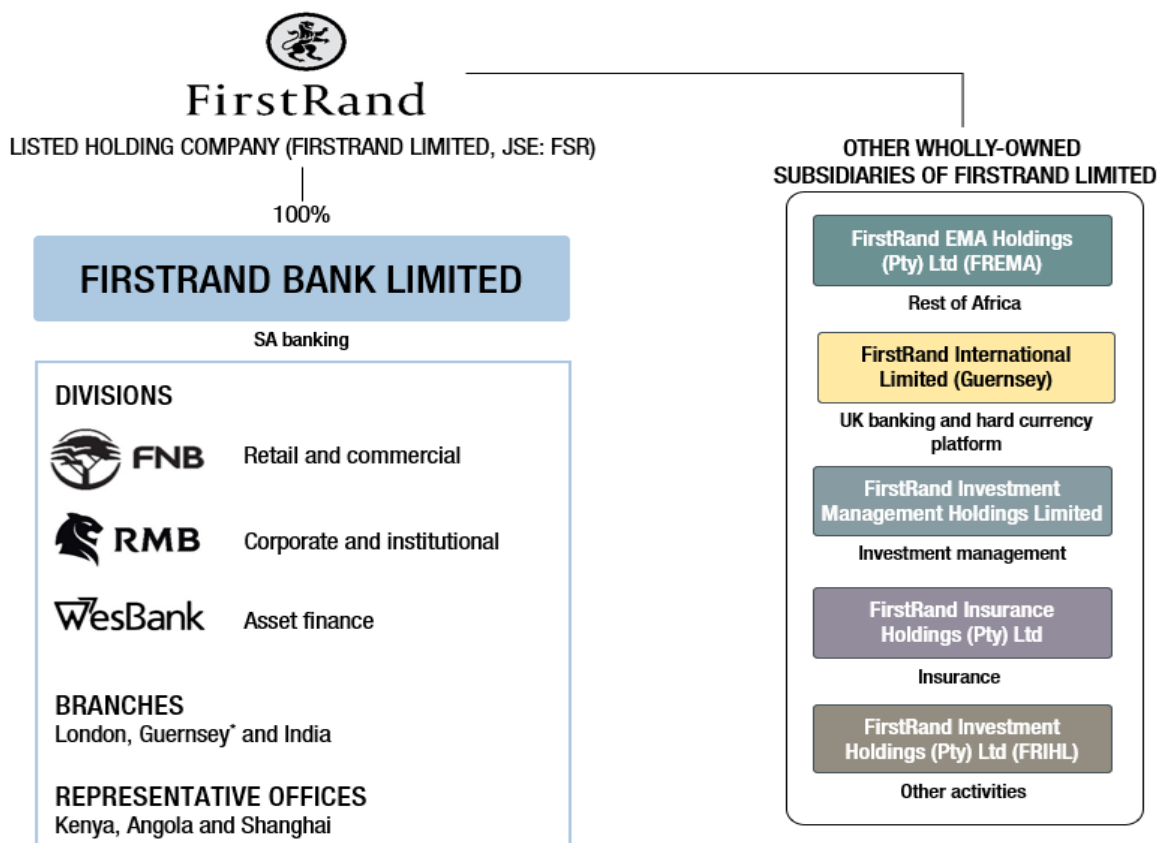 FirstRand
LISTED HOLDING COMPANY (FIRSTRAND LIMITED, JSE: FSR)
100%
FIRSTRAND BANK LIMITED
SA banking
DIVISIONS
FNB Retail and commercial
RMB Corporate and institutional
WesBank Asset finance
BRANCHES
London, Guernsey* and India
REPRESENTATIVE OFFICES
Kenya, Angola and Shanghai
OTHER WHOLLY-OWNED
SUBSIDIARIES OF FIRSTRAND LIMITED
FirstRand EMA Holdings
(Pty) Ltd (FREMA)
Rest of Africa
FirstRand International
Limited (Guernsey)
UK banking and hard currency
platform
FirstRand Investment
Management Holdings Limited
Investment management
FirstRand Insurance
Holdings (Pty) Ltd
Insurance
FirstRand Investment
Holdings (Pty) Ltd (FRIHL)
Other activities